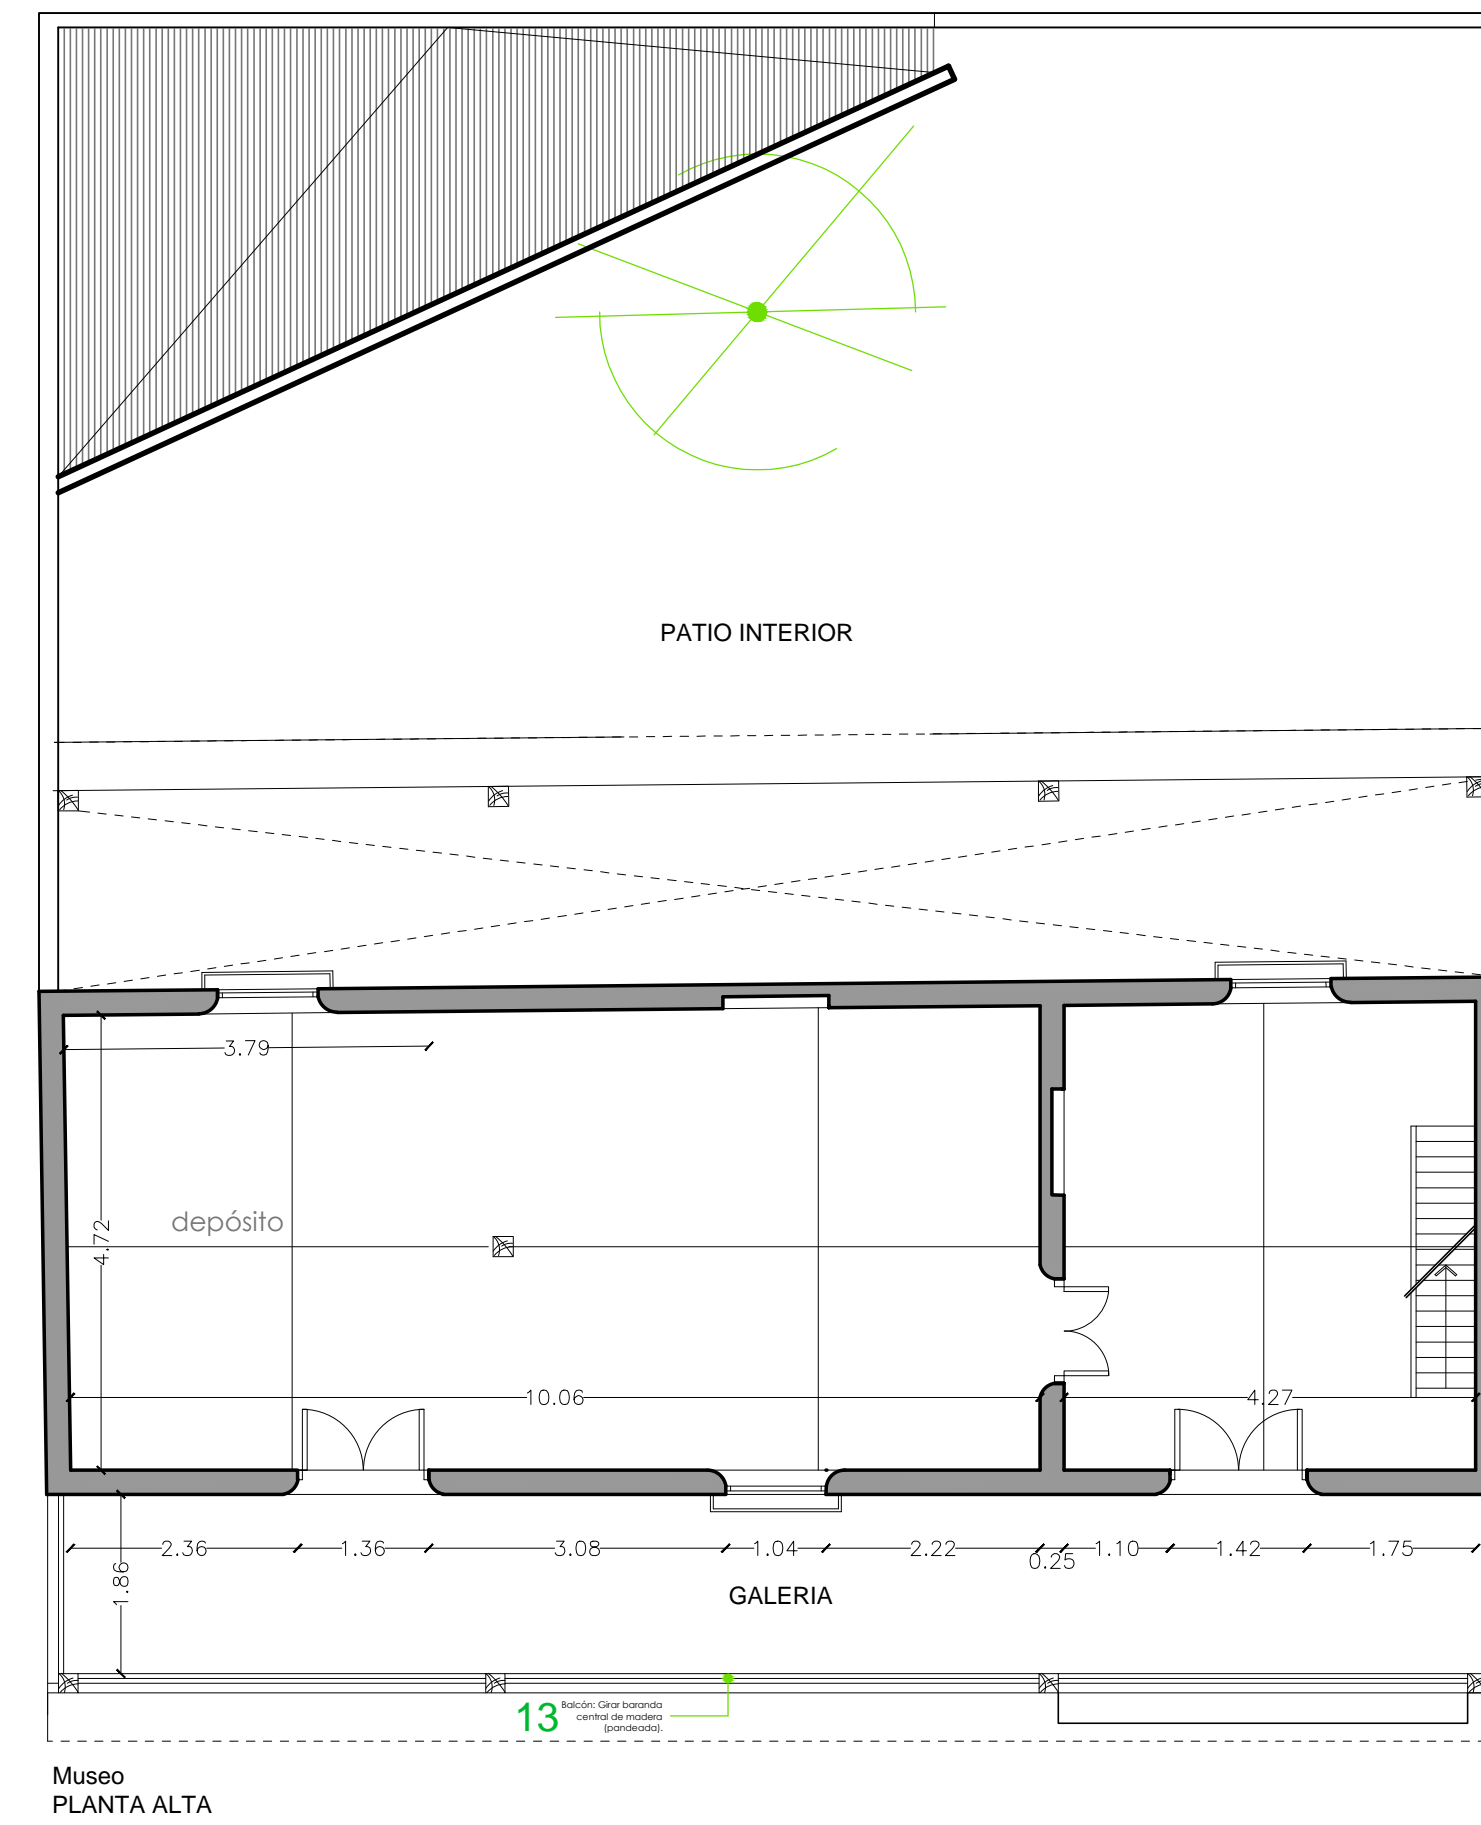 PATIO INTERIOR
3.79
depósito
4.72
10.06
4.27
2.36
1.36
3.08
1.04
2.22
0.25
1.10
1.42
1.75
1.86
GALERIA
13
Balcón: Girar baranda
central de madera
(pandeada).
Museo
PLANTA ALTA